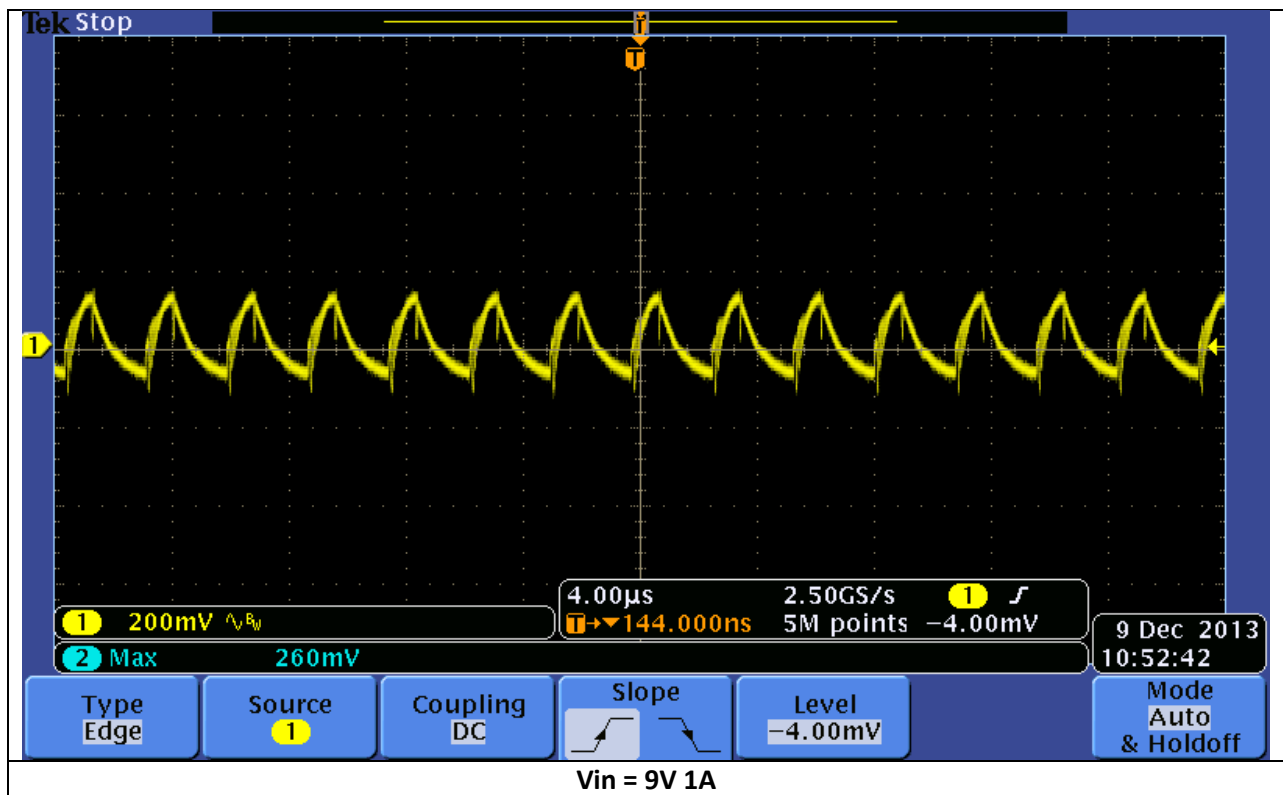 Tek Stop
T
T
1
4.00µs 2.50GS/s 1
T 144.000ns 5M points −4.00mV
1 200mV BW
2 Max 260mV
9 Dec 2013
10:52:42
Type
Edge
Source
1
Coupling
DC
Slope
Level
−4.00mV
Mode
Auto
& Holdoff
Vin = 9V 1A